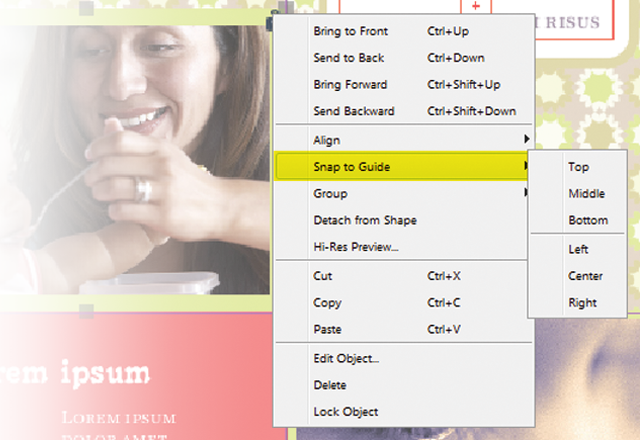 I RISUS
Bring to Front Ctrl+Up
Send to Back Ctrl+Down
Bring Forward Ctrl+Shift+Up
Send Backward Ctrl+Shift+Down
Align
Snap to Guide
Group
Detach from Shape
Hi-Res Preview...
Cut Ctrl+X
Copy Ctrl+C
Paste Ctrl+V
Edit Object...
Delete
Lock Object
Top
Middle
Bottom
Left
Center
Right
rem ipsum
LOREM IPSUM
DOLOR AMET